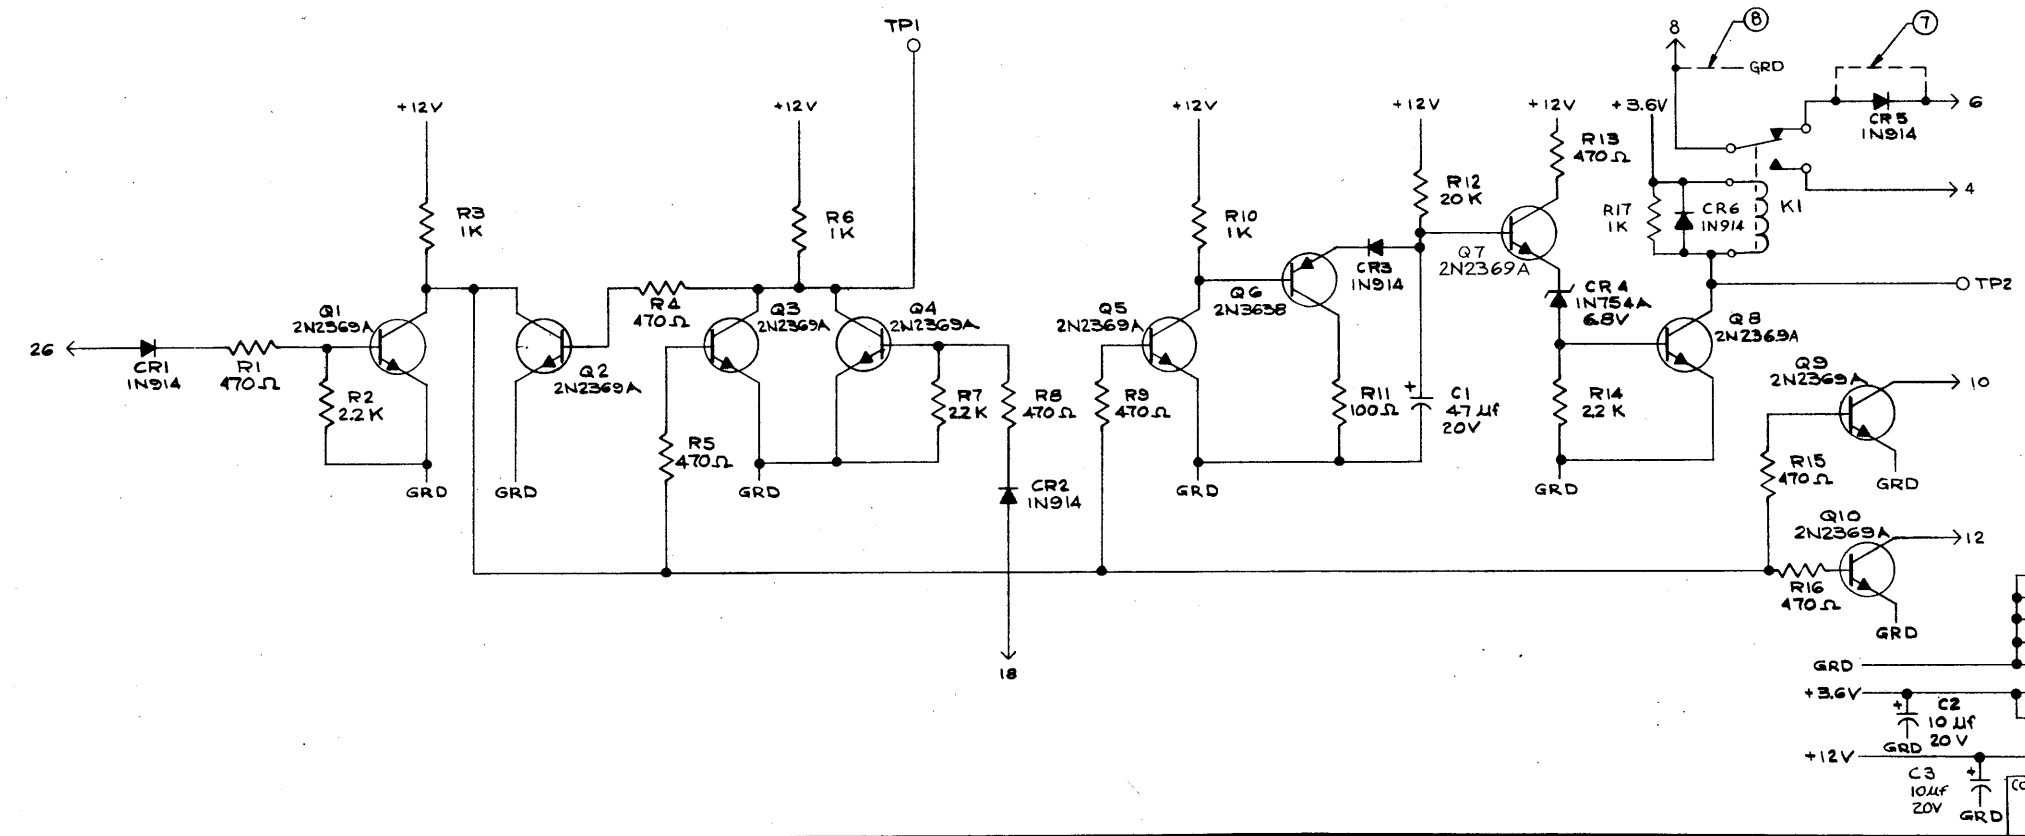 TP1
8
8
GRD
7
+12V
+12V
+12V
+12V
+12V
+3.6V
6
CR5
1N914
R13
470Ω
R3
1K
R6
1K
R10
1K
R12
20K
R17
1K
CR6
1N914
K1
4
Q7
2N2369A
CR3
1N914
Q6
2N3638
CR4
1N754A
6.8V
TP2
R4
470Ω
Q1
2N2369A
Q3
2N2369A
Q4
2N2369A
Q5
2N2369A
Q8
2N2369A
26
CR1
1N914
R1
470Ω
Q2
2N2369A
R2
2.2K
R7
2.2K
R8
470Ω
R9
470Ω
R11
100Ω
C1
+
47 µf
20V
R14
2.2K
Q9
2N2369A
10
R5
470Ω
R15
470Ω
GRD
GRD
GRD
GRD
GRD
GRD
CR2
1N914
Q10
2N2369A
12
R16
470Ω
GRD
18
GRD
+3.6V
+
C2
10 µf
20V
GRD
+12V
C3
10µf
20V
+
GRD